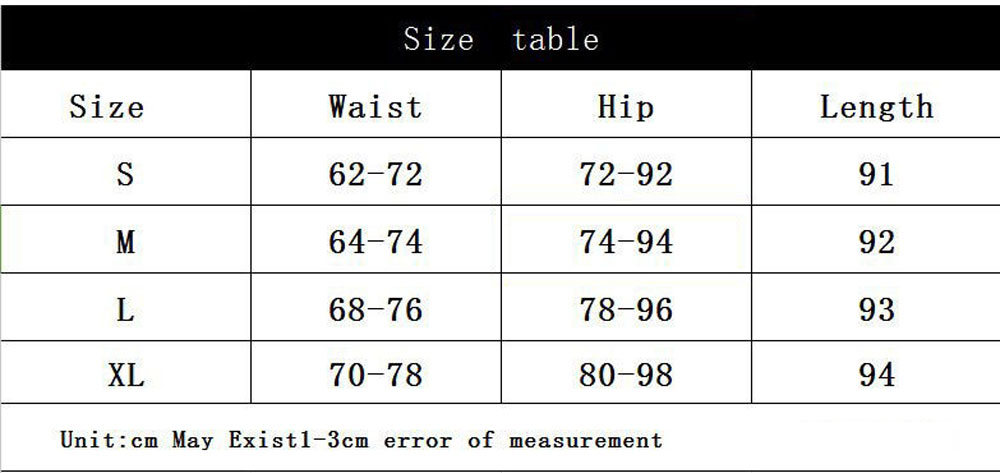 Size table
Size Waist Hip Length
S 62-72 72-92 91
M 64-74 74-94 92
L 68-76 78-96 93
XL 70-78 80-98 94
Unit:cm May Exist1-3cm error of measurement